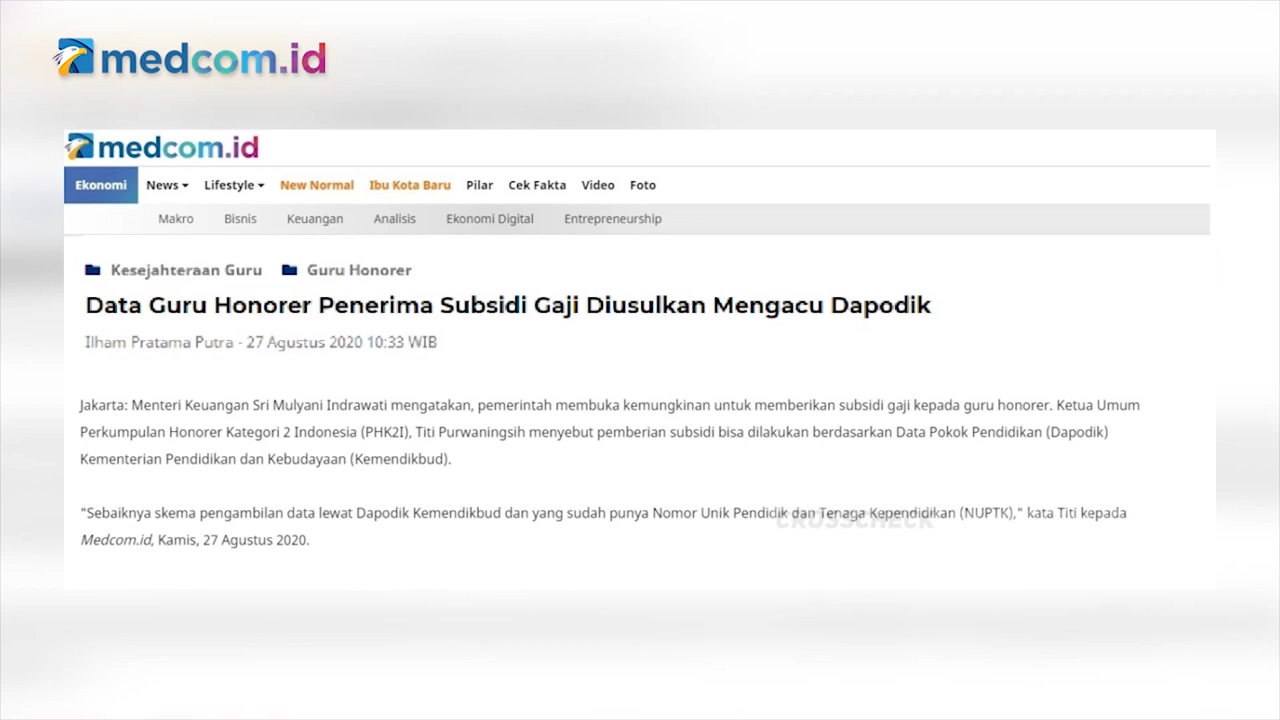 medcom.id
medcom.id
Ekonomi News Lifestyle New Normal Ibu Kota Baru Pilar Cek Fakta Video Foto
Makro Bisnis Keuangan Analisis Ekonomi Digital Entrepreneurship
Kesejahteraan Guru Guru Honorer
Data Guru Honorer Penerima Subsidi Gaji Diusulkan Mengacu Dapodik
Ilham Pratama Putra - 27 Agustus 2020 10:33 WIB
Jakarta: Menteri Keuangan Sri Mulyani Indrawati mengatakan, pemerintah membuka kemungkinan untuk memberikan subsidi gaji kepada guru honorer. Ketua Umum
Perkumpulan Honorer Kategori 2 Indonesia (PHK2I), Titi Purwaningsih menyebut pemberian subsidi bisa dilakukan berdasarkan Data Pokok Pendidikan (Dapodik)
Kementerian Pendidikan dan Kebudayaan (Kemendikbud).
"Sebaiknya skema pengambilan data lewat Dapodik Kemendikbud dan yang sudah punya Nomor Unik Pendidik dan Tenaga Kependidikan (NUPTK)," kata Titi kepada
CROSSCHECK
Medcom.id, Kamis, 27 Agustus 2020.